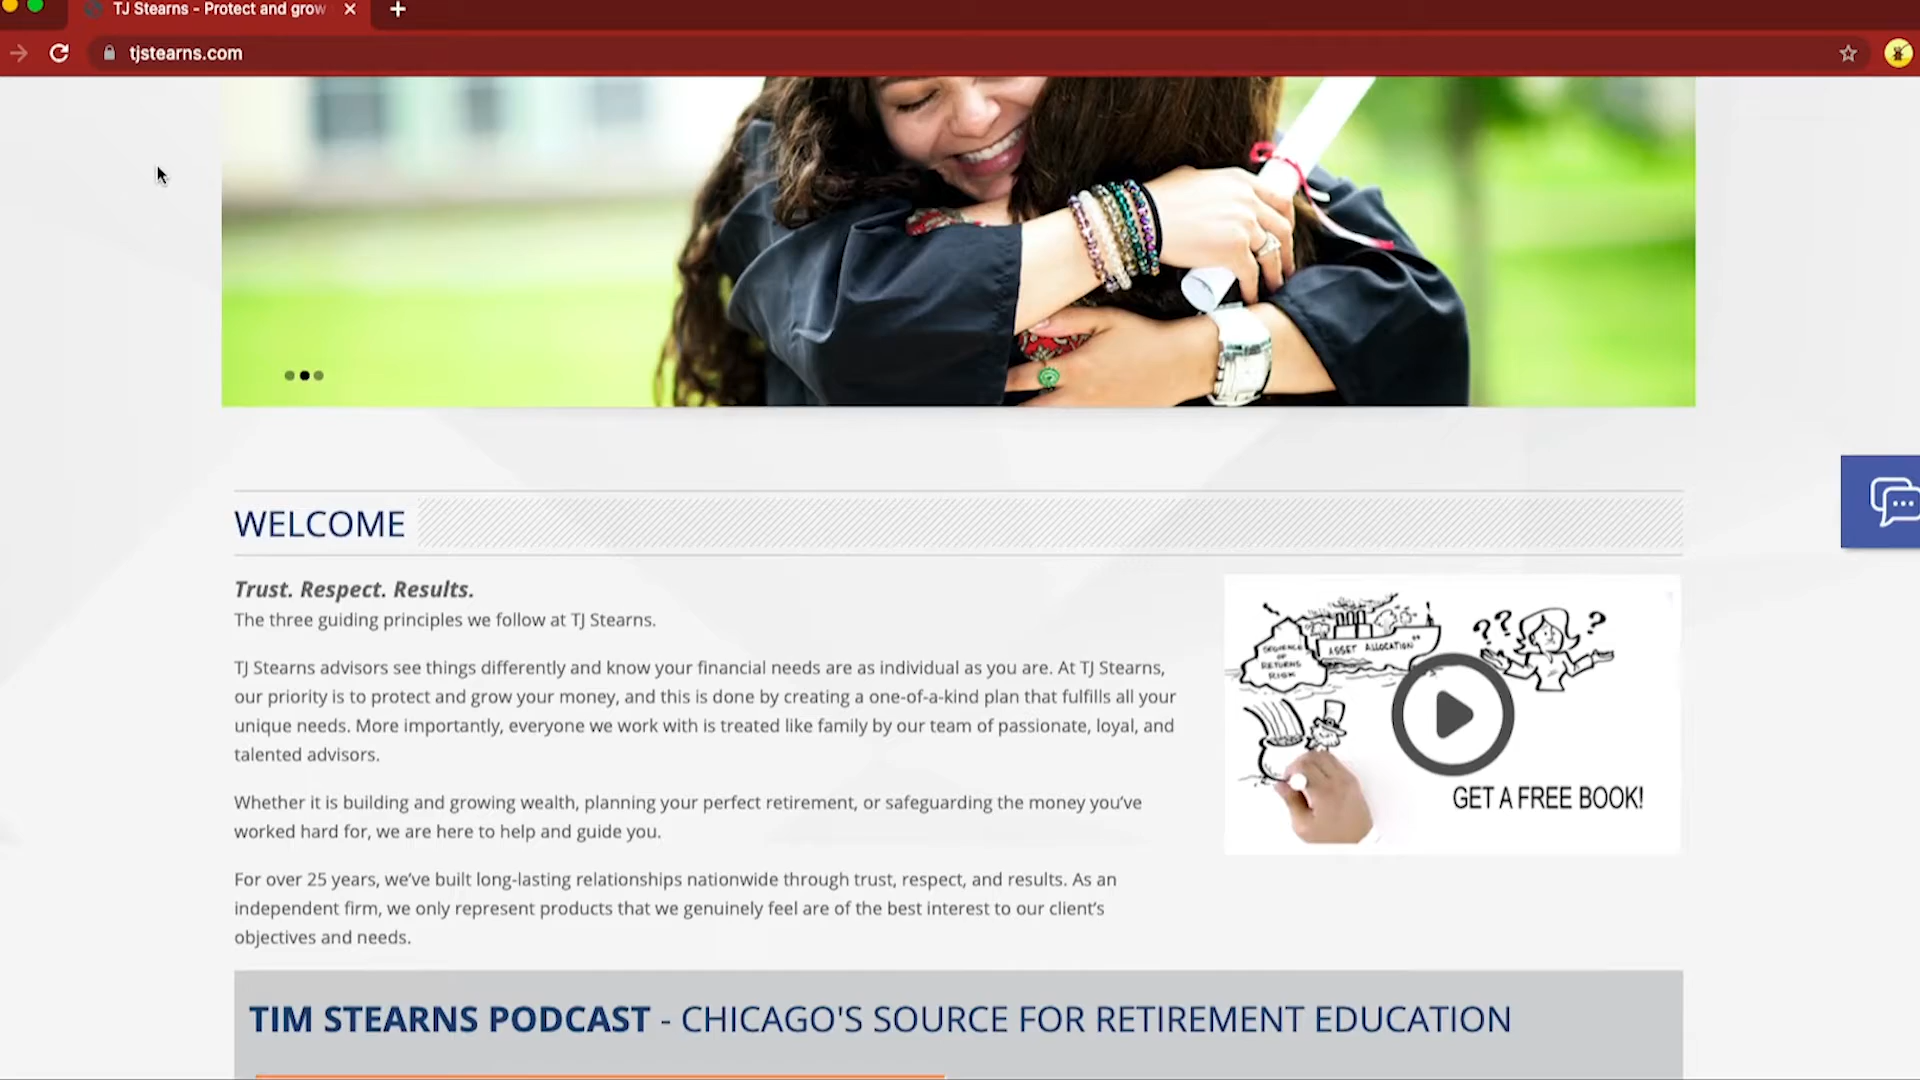 TJ Stearns - Protect and grow
tjstearns.com
WELCOME
Trust. Respect. Results.
The three guiding principles we follow at TJ Stearns.
TJ Stearns advisors see things differently and know your financial needs are as individual as you are. At TJ Stearns,
our priority is to protect and grow your money, and this is done by creating a one-of-a-kind plan that fulfills all your
unique needs. More importantly, everyone we work with is treated like family by our team of passionate, loyal, and
talented advisors.
Whether it is building and growing wealth, planning your perfect retirement, or safeguarding the money you’ve
worked hard for, we are here to help and guide you.
For over 25 years, we’ve built long-lasting relationships nationwide through trust, respect, and results. As an
independent firm, we only represent products that we genuinely feel are of the best interest to our client’s
objectives and needs.
SEQUENCE
OF
RETURNS
RISK
ASSET ALLOCATION
?? ?
GET A FREE BOOK!
TIM STEARNS PODCAST - CHICAGO'S SOURCE FOR RETIREMENT EDUCATION